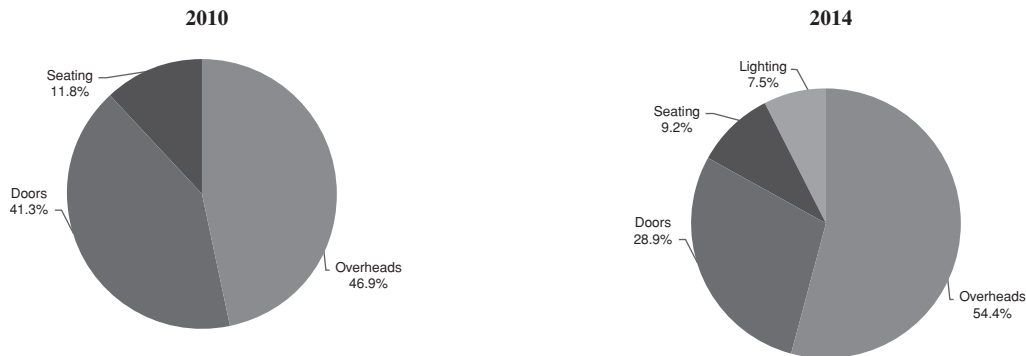 2010
Seating
11.8%
Doors
41.3%
Overheads
46.9%
2014
Lighting
7.5%
Seating
9.2%
Doors
28.9%
Overheads
54.4%